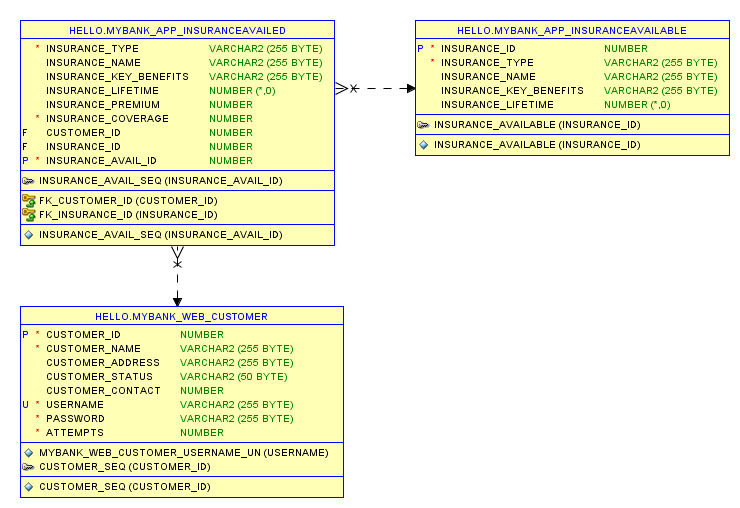 HELLO.MYBANK_APP_INSURANCEAVAILED
* INSURANCE_TYPE VARCHAR2 (255 BYTE)
INSURANCE_NAME VARCHAR2 (255 BYTE)
INSURANCE_KEY_BENEFITS VARCHAR2 (255 BYTE)
INSURANCE_LIFETIME NUMBER (*,0)
INSURANCE_PREMIUM NUMBER
* INSURANCE_COVERAGE NUMBER
F CUSTOMER_ID NUMBER
F INSURANCE_ID NUMBER
P * INSURANCE_AVAIL_ID NUMBER
INSURANCE_AVAIL_SEQ (INSURANCE_AVAIL_ID)
FK_CUSTOMER_ID (CUSTOMER_ID)
FK_INSURANCE_ID (INSURANCE_ID)
INSURANCE_AVAIL_SEQ (INSURANCE_AVAIL_ID)
HELLO.MYBANK_APP_INSURANCEAVAILABLE
P * INSURANCE_ID NUMBER
* INSURANCE_TYPE VARCHAR2 (255 BYTE)
INSURANCE_NAME VARCHAR2 (255 BYTE)
INSURANCE_KEY_BENEFITS VARCHAR2 (255 BYTE)
INSURANCE_LIFETIME NUMBER (*,0)
INSURANCE_AVAILABLE (INSURANCE_ID)
INSURANCE_AVAILABLE (INSURANCE_ID)
HELLO.MYBANK_WEB_CUSTOMER
P * CUSTOMER_ID NUMBER
* CUSTOMER_NAME VARCHAR2 (255 BYTE)
CUSTOMER_ADDRESS VARCHAR2 (255 BYTE)
CUSTOMER_STATUS VARCHAR2 (50 BYTE)
CUSTOMER_CONTACT NUMBER
U * USERNAME VARCHAR2 (255 BYTE)
* PASSWORD VARCHAR2 (255 BYTE)
* ATTEMPTS NUMBER
MYBANK_WEB_CUSTOMER_USERNAME_UN (USERNAME)
CUSTOMER_SEQ (CUSTOMER_ID)
CUSTOMER_SEQ (CUSTOMER_ID)